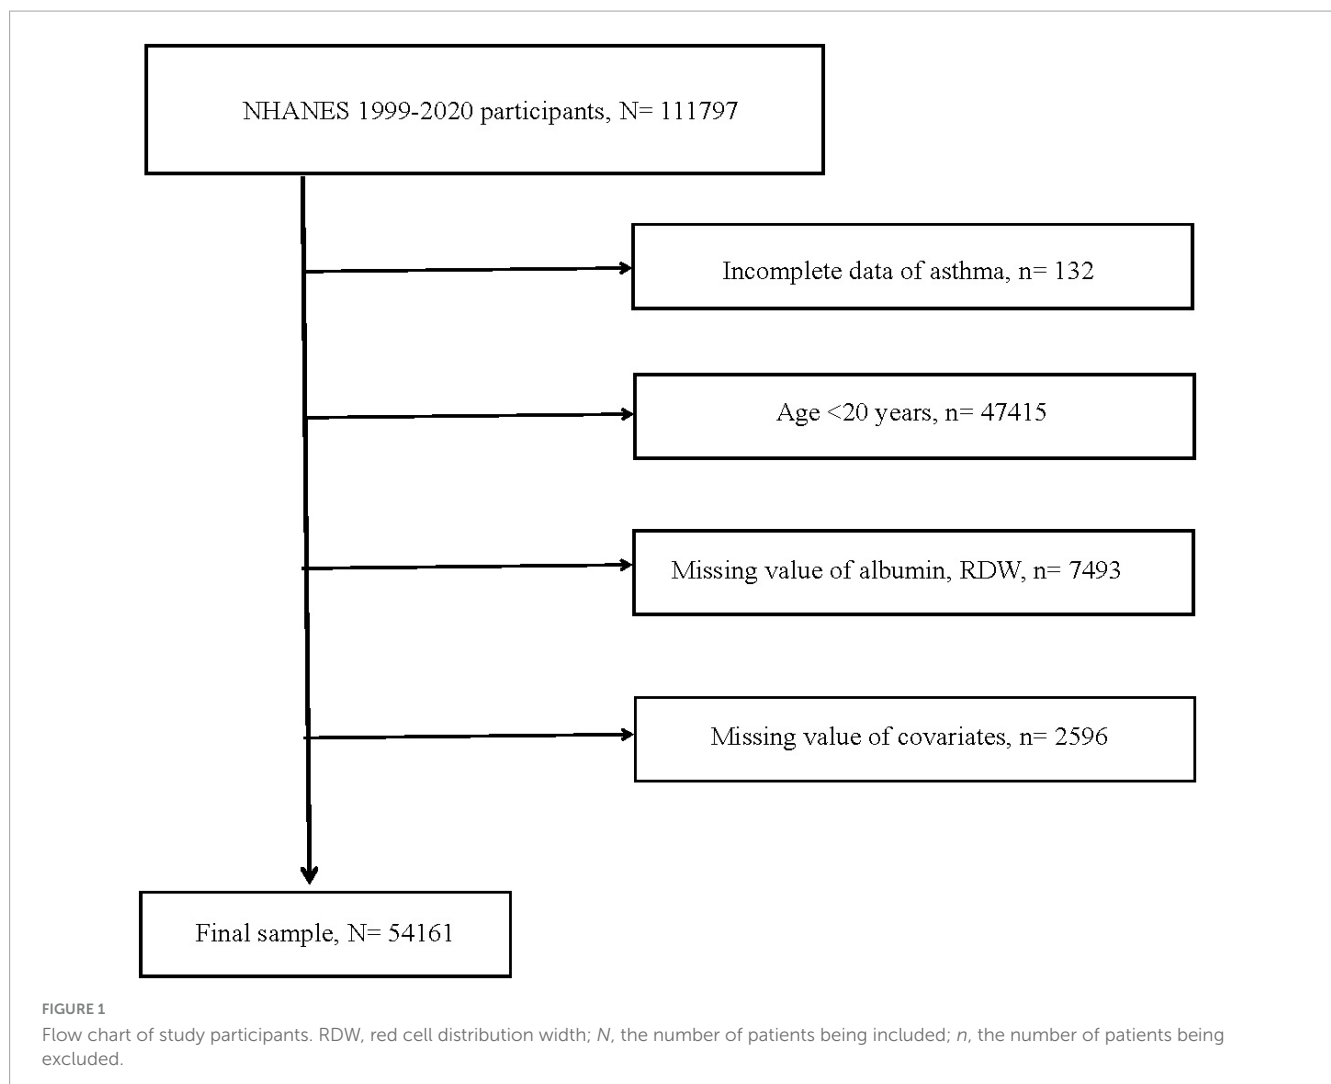 NHANES 1999-2020 participants, N= 111797
Incomplete data of asthma, n= 132
Age <20 years, n= 47415
Missing value of albumin, RDW, n= 7493
Missing value of covariates, n= 2596
Final sample, N= 54161
FIGURE 1
Flow chart of study participants. RDW, red cell distribution width; N, the number of patients being included; n, the number of patients being
excluded.